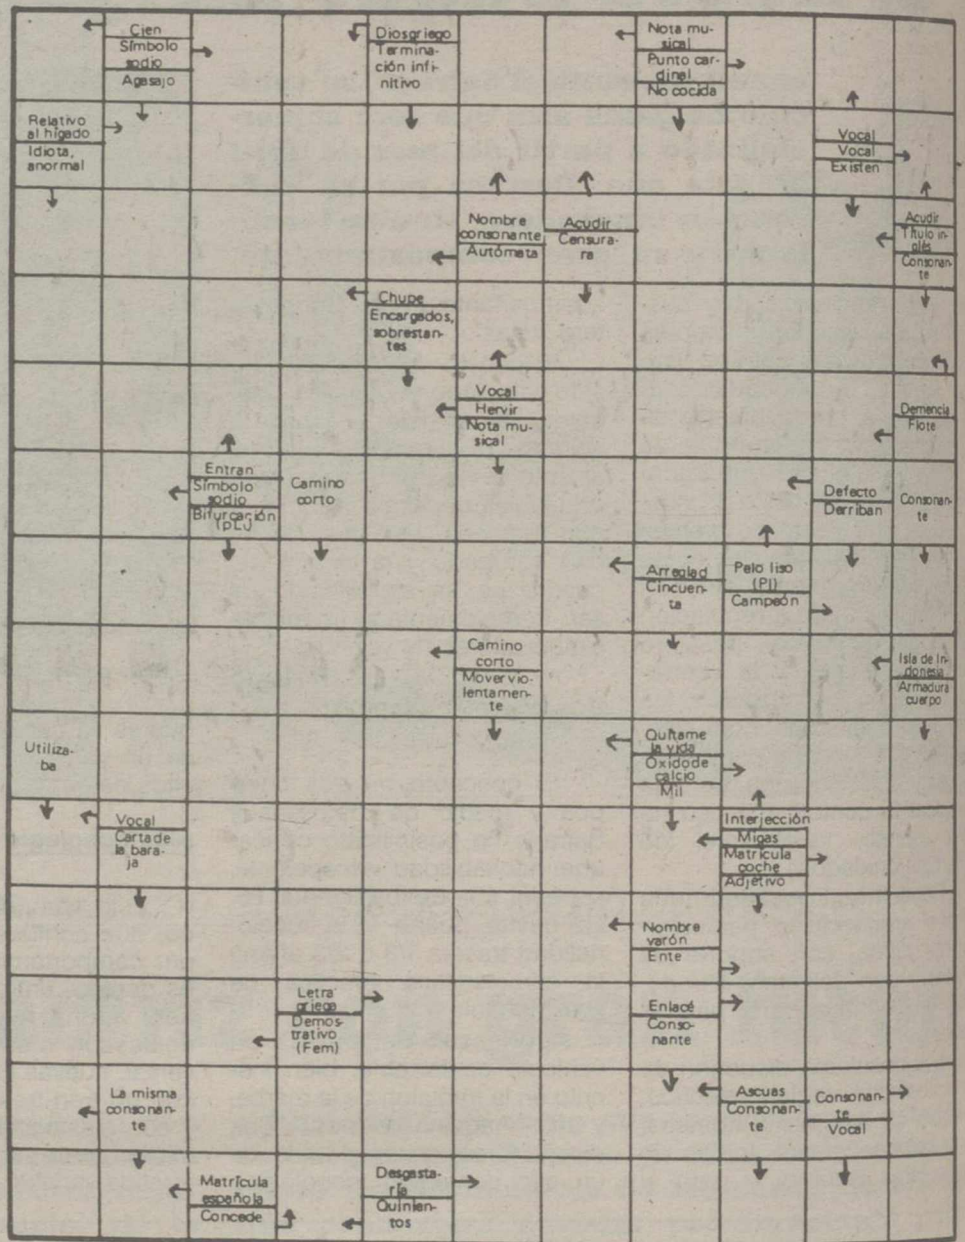 Cien
Símbolo
sodio
Agasajo
Diosgriego
Termina-
ción infi-
nitivo
Nota mu-
sical
Punto car-
dinal
No cocida
Relativo
al hígado
Idiota,
anormal
Vocal
Vocal
Existen
Nombre
consonante
Autómata
Acudir
Censura-
ra
Acudir
Título in-
glés
Consonan-
te
Chupe
Encargados,
sobrestan-
tes
Vocal
Hervir
Nota mu-
sical
Demencia
Flote
Entran
Símbolo
sodio
Bifurcación
(pl.)
Camino
corto
Defecto
Derriban
Consonan-
te
Arreglad
Cincuen-
ta
Pelo liso
(Pl)
Campeón
Camino
corto
Mover vio-
lentamen-
te
Isla de In-
donesia
Armadura
cuerpo
Utiliza-
ba
Quítame
la vida
Oxido de
calcio
Mil
Vocal
Carta de
la bara-
ja
Interjección
Migas
Matrícula
coche
Adjetivo
Nombre
varón
Ente
Letra
griega
Demos-
trativo
(Fem)
Enlacé
Conso-
nante
La misma
consonan-
te
Ascuas
Consonan-
te
Consonan-
te
Vocal
Matrícula
española
Concede
Desgasta-
ría
Quinien-
tos